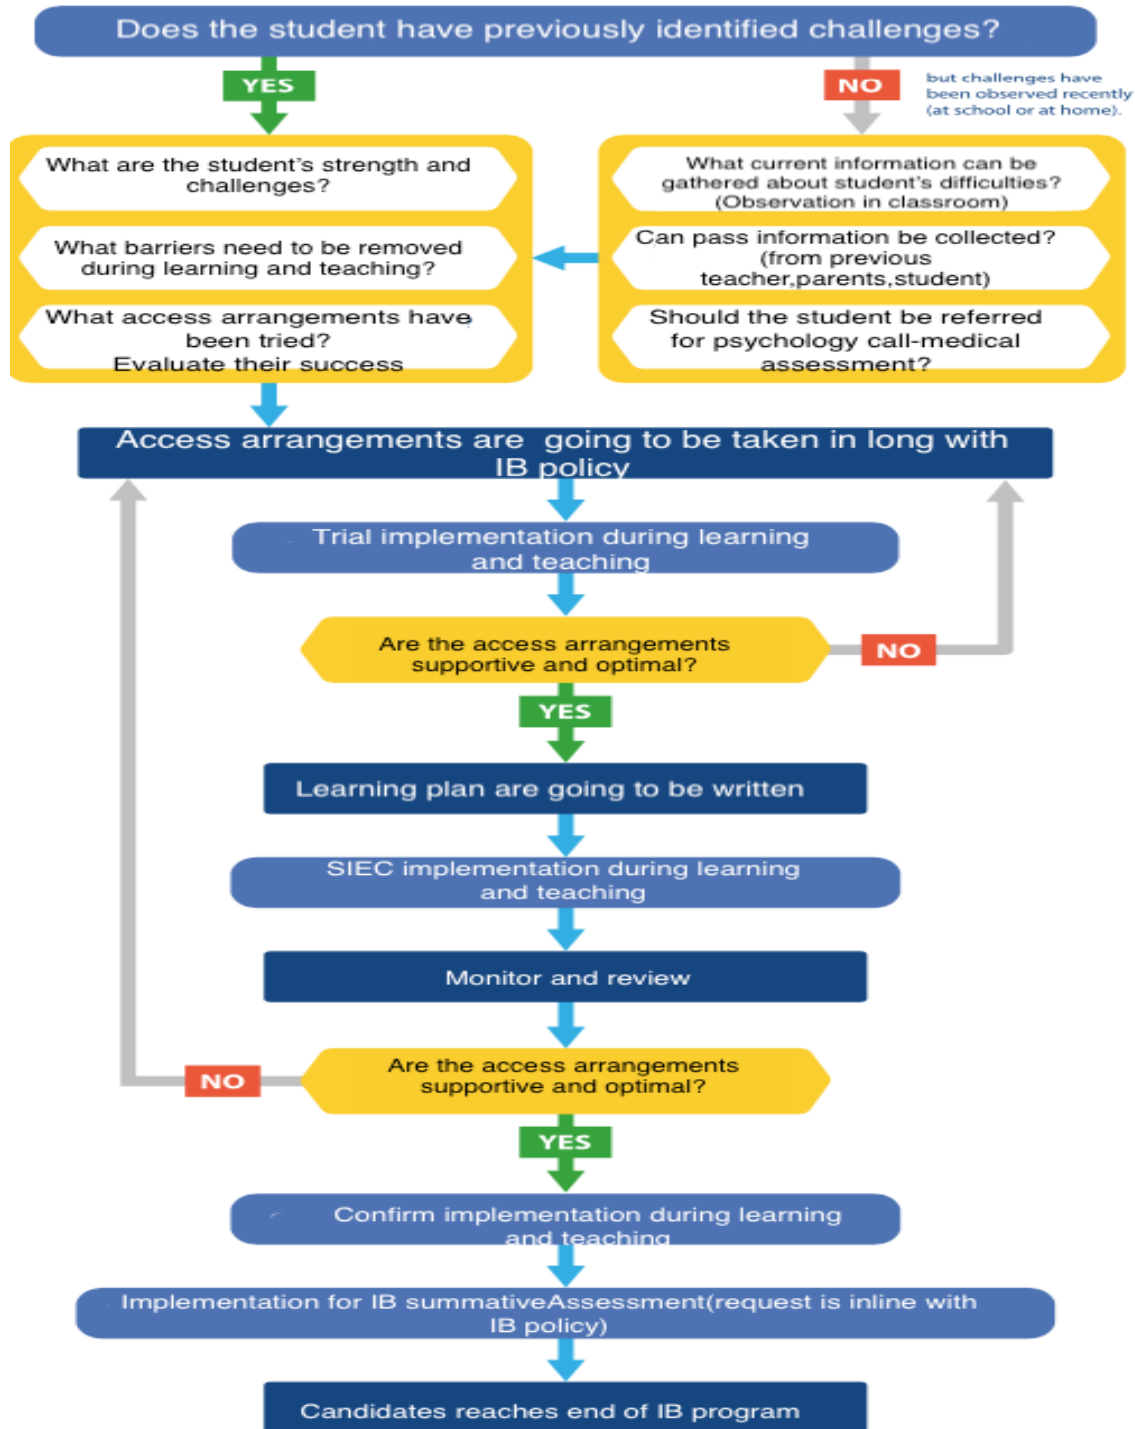 Does the student have previously identified challenges?
YES
NO
but challenges have
been observed recently
(at school or at home).
What are the student's strength and
challenges?
What barriers need to be removed
during learning and teaching?
What access arrangements have
been tried?
Evaluate their success
What current information can be
gathered about student's difficulties?
(Observation in classroom)
Can pass information be collected?
(from previous
teacher,parents,student)
Should the student be referred
for psychology call-medical
assessment?
Access arrangements are going to be taken in long with
IB policy
Trial implementation during learning
and teaching
Are the access arrangements
supportive and optimal?
NO
YES
Learning plan are going to be written
SIEC implementation during learning
and teaching
Monitor and review
Are the access arrangements
supportive and optimal?
NO
YES
Confirm implementation during learning
and teaching
Implementation for IB summativeAssessment(request is inline with
IB policy)
Candidates reaches end of IB program